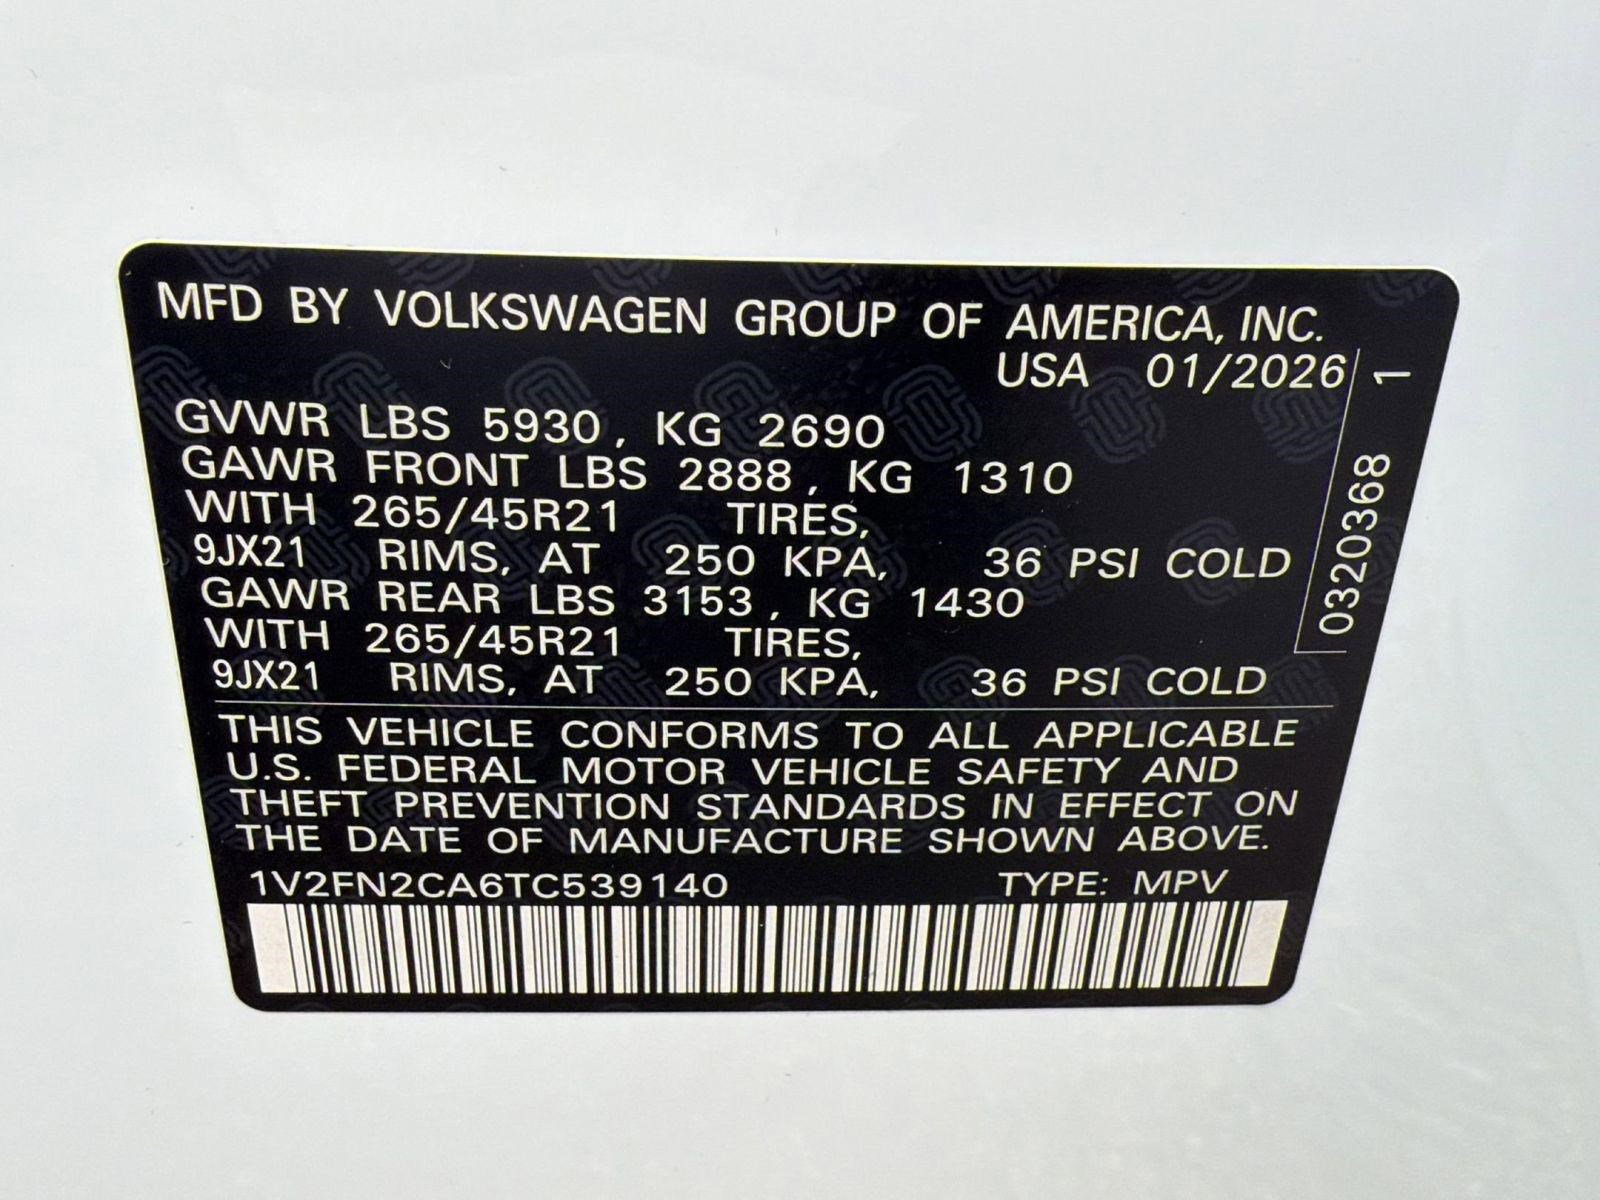 MFD BY VOLKSWAGEN GROUP OF AMERICA, INC.
USA 01/2026
GVWR LBS 5930, KG 2690
GAWR FRONT LBS 2888, KG 1310
WITH 265/45R21 TIRES,
9JX21 RIMS, AT 250 KPA, 36 PSI COLD
GAWR REAR LBS 3153, KG 1430
WITH 265/45R21 TIRES,
9JX21 RIMS, AT 250 KPA, 36 PSI COLD
THIS VEHICLE CONFORMS TO ALL APPLICABLE
U.S. FEDERAL MOTOR VEHICLE SAFETY AND
THEFT PREVENTION STANDARDS IN EFFECT ON
THE DATE OF MANUFACTURE SHOWN ABOVE.
1V2FN2CA6TC539140 TYPE: MPV
03203368 1